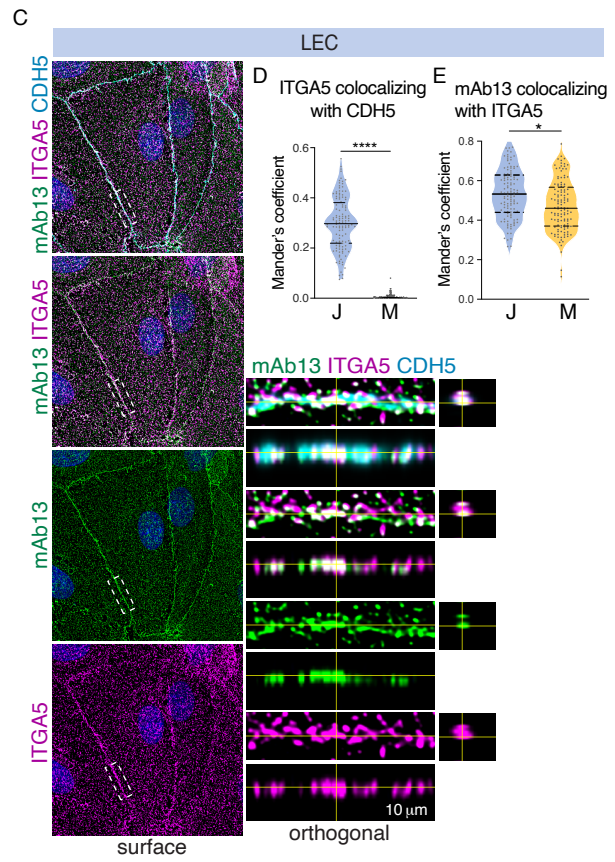 C
LEC
mAb13 ITGA5 CDH5
mAb13 ITGA5
mAb13
ITGA5
surface
D
ITGA5 colocalizing
with CDH5
Mander's coefficient
0.6
0.4
0.2
0.0
****
J
M
E
mAb13 colocalizing
with ITGA5
Mander's coefficient
0.8
0.6
0.4
0.2
0.0
*
J
M
mAb13 ITGA5 CDH5
10 μm
orthogonal